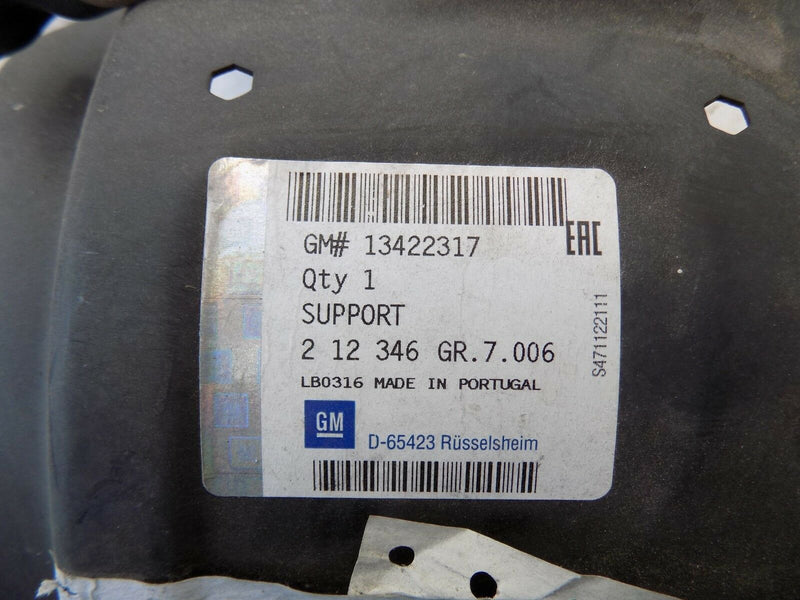 GM# 13422317
EAC
Qty 1
SUPPORT
2 12 346 GR.7.006
LB0316 MADE IN PORTUGAL
S471122111
GM
D-65423 Rüsselsheim